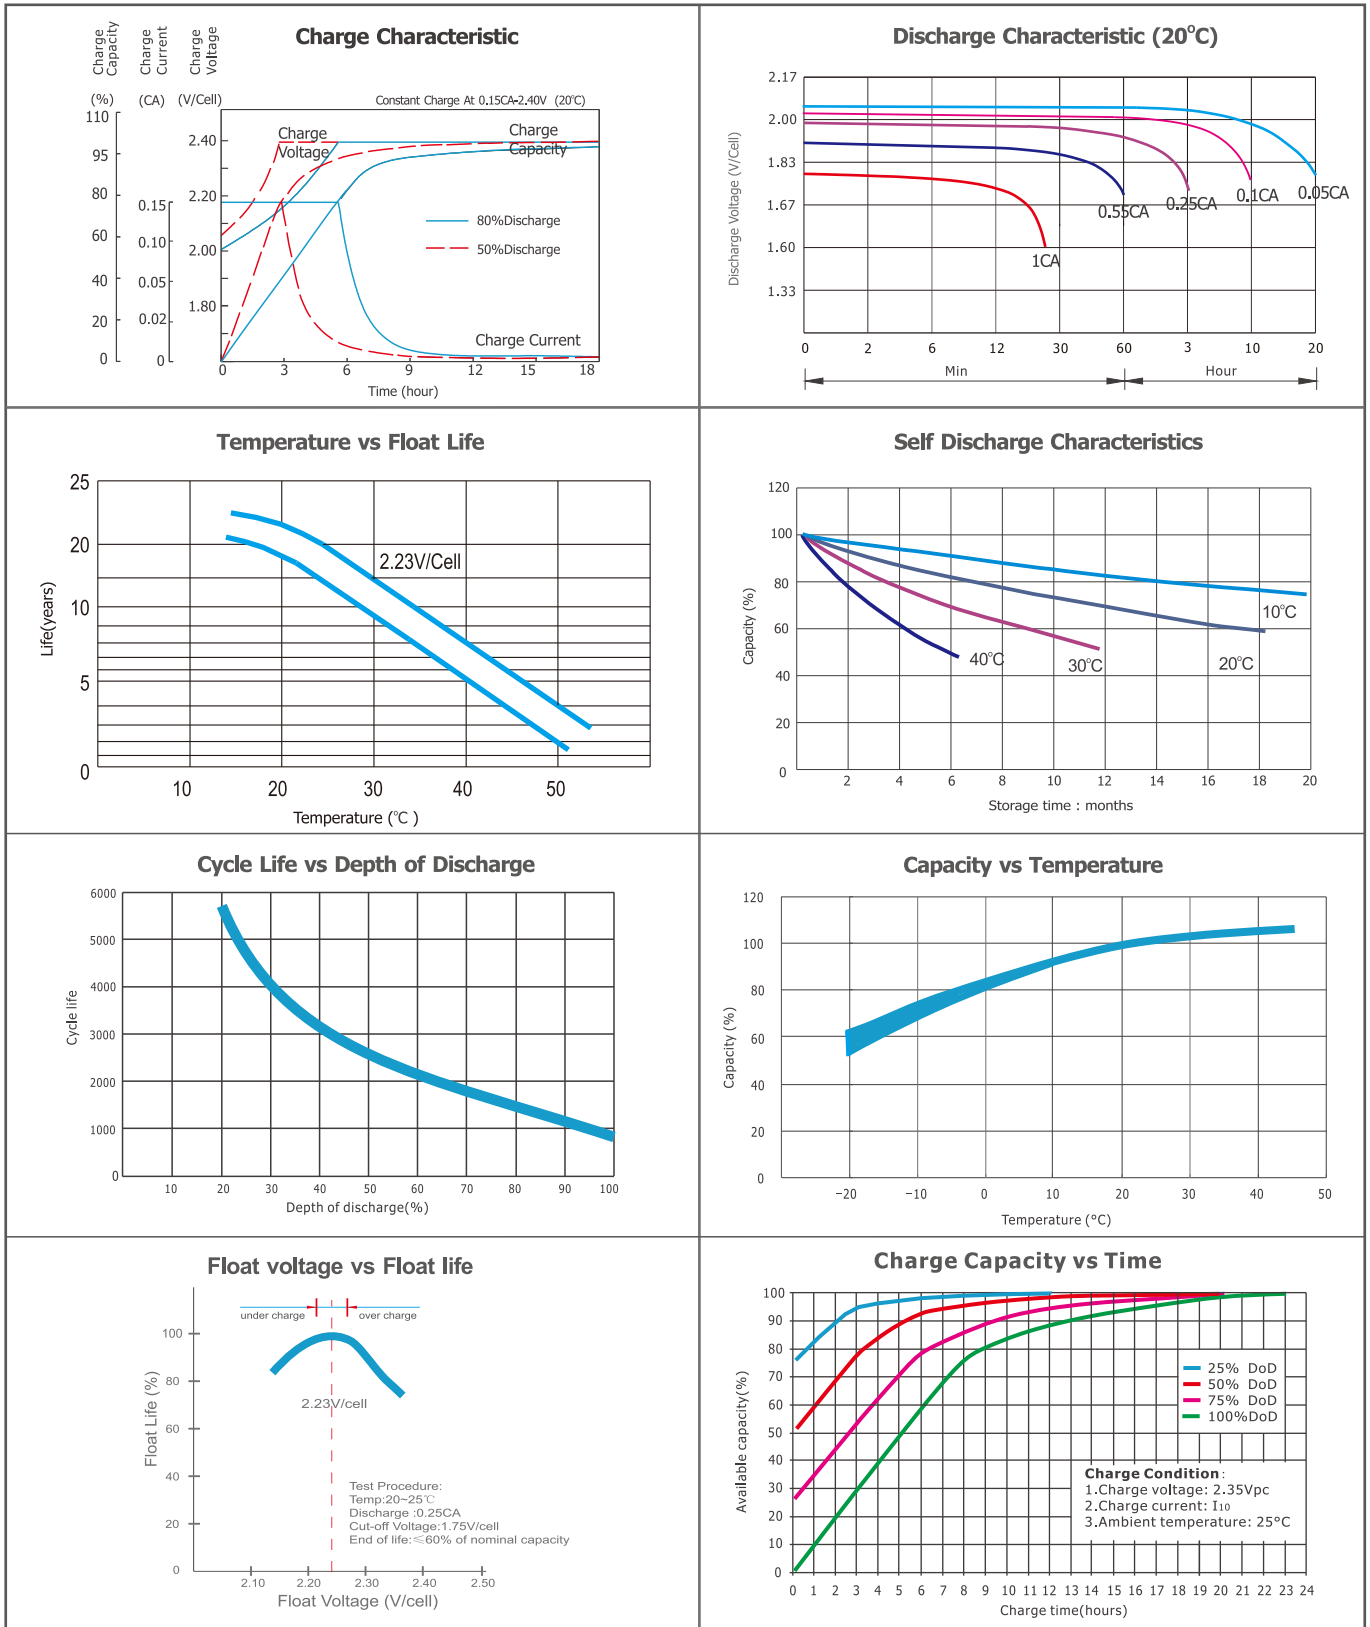 Charge Characteristic
Charge
Capacity
Charge
Current
Charge
Voltage
(%)
(CA)
(V/Cell)
Constant Charge At 0.15CA-2.40V (20℃)
110
95
80
60
40
20
0
0.15
0.10
0.05
0.02
0
2.40
2.20
2.00
1.80
Charge
Voltage
Charge
Capacity
80%Discharge
50%Discharge
Charge Current
0
3
6
9
12
15
18
Time (hour)
Discharge Characteristic (20°C)
Discharge Voltage (V/Cell)
2.17
2.00
1.83
1.67
1.60
1.33
1CA
0.55CA
0.25CA
0.1CA
0.05CA
0
2
6
12
30
60
3
10
20
Min
Hour
Temperature vs Float Life
Life(years)
25
20
10
5
0
2.23V/Cell
10
20
30
40
50
Temperature (℃ )
Self Discharge Characteristics
Capacity (%)
120
100
80
60
40
20
0
40℃
30℃
20℃
10℃
2
4
6
8
10
12
14
16
18
20
Storage time : months
Cycle Life vs Depth of Discharge
Cycle life
6000
5000
4000
3000
2000
1000
0
10
20
30
40
50
60
70
80
90
100
Depth of discharge(%)
Capacity vs Temperature
Capacity (%)
120
100
80
60
40
20
0
−20
−10
0
10
20
30
40
50
Temperature (°C)
Float voltage vs Float life
under charge
over charge
Float Life (%)
100
80
60
40
20
0
2.23V/cell
Test Procedure:
Temp:20~25℃
Discharge :0.25CA
Cut-off Voltage:1.75V/cell
End of life:≤60% of nominal capacity
2.10
2.20
2.30
2.40
2.50
Float Voltage (V/cell)
Charge Capacity vs Time
Available capacity(%)
100
90
80
70
60
50
40
30
20
10
0
25% DoD
50% DoD
75% DoD
100%DoD
Charge Condition :
1.Charge voltage: 2.35Vpc
2.Charge current: I10
3.Ambient temperature: 25°C
0 1 2 3 4 5 6 7 8 9 10 11 12 13 14 15 16 17 18 19 20 21 22 23 24
Charge time(hours)